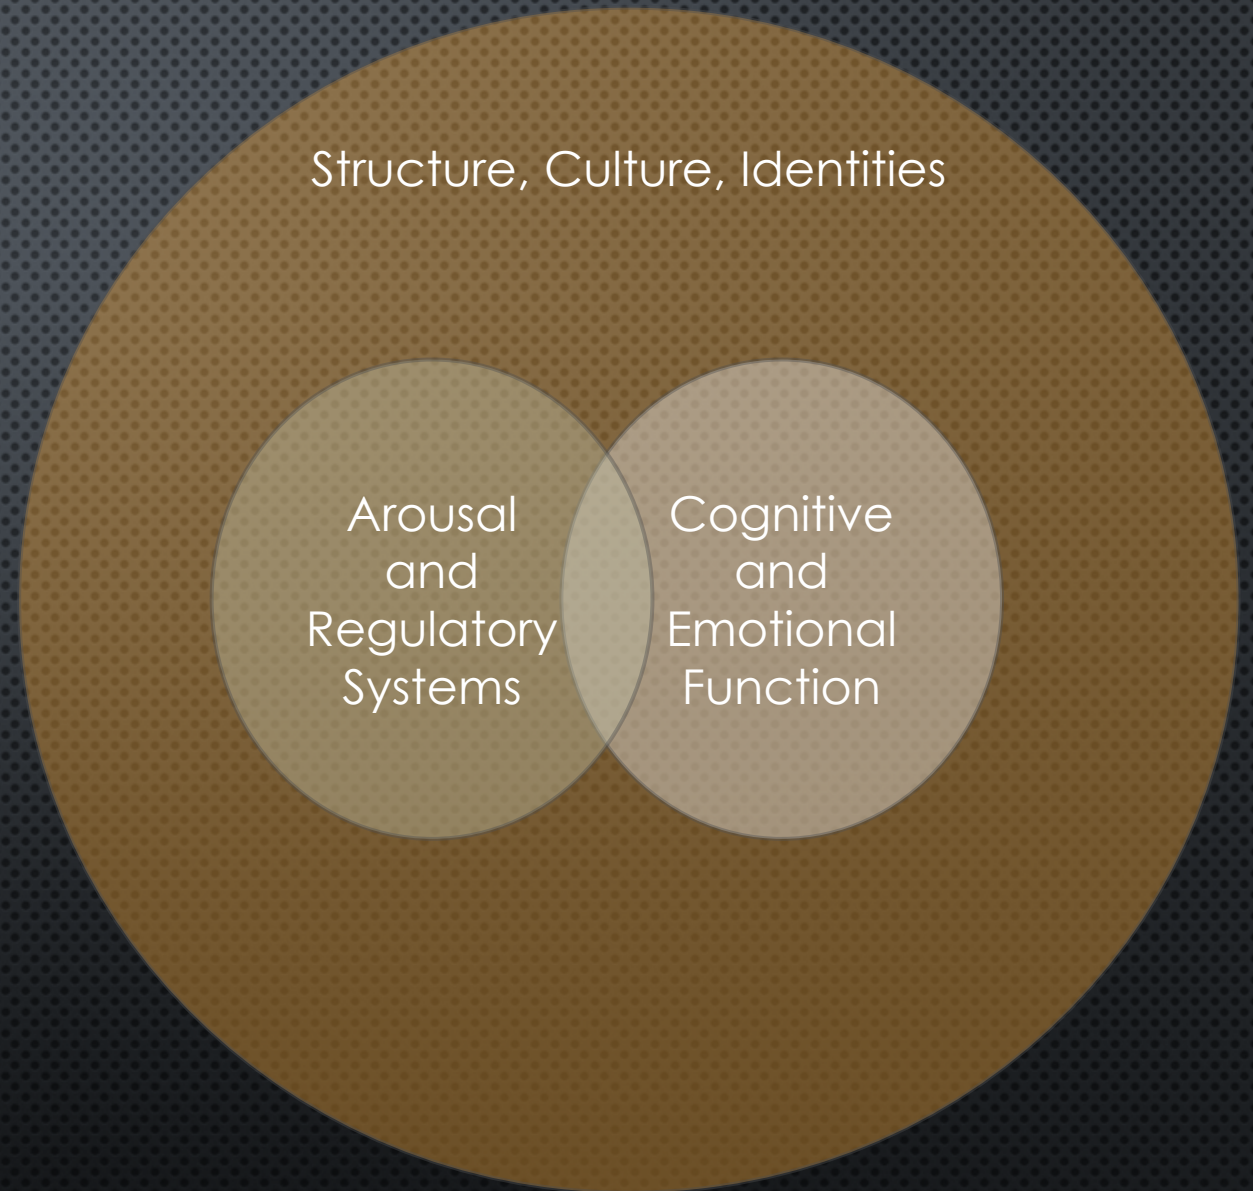 Structure, Culture, Identities
Arousal
and
Regulatory
Systems
Cognitive
and
Emotional
Function